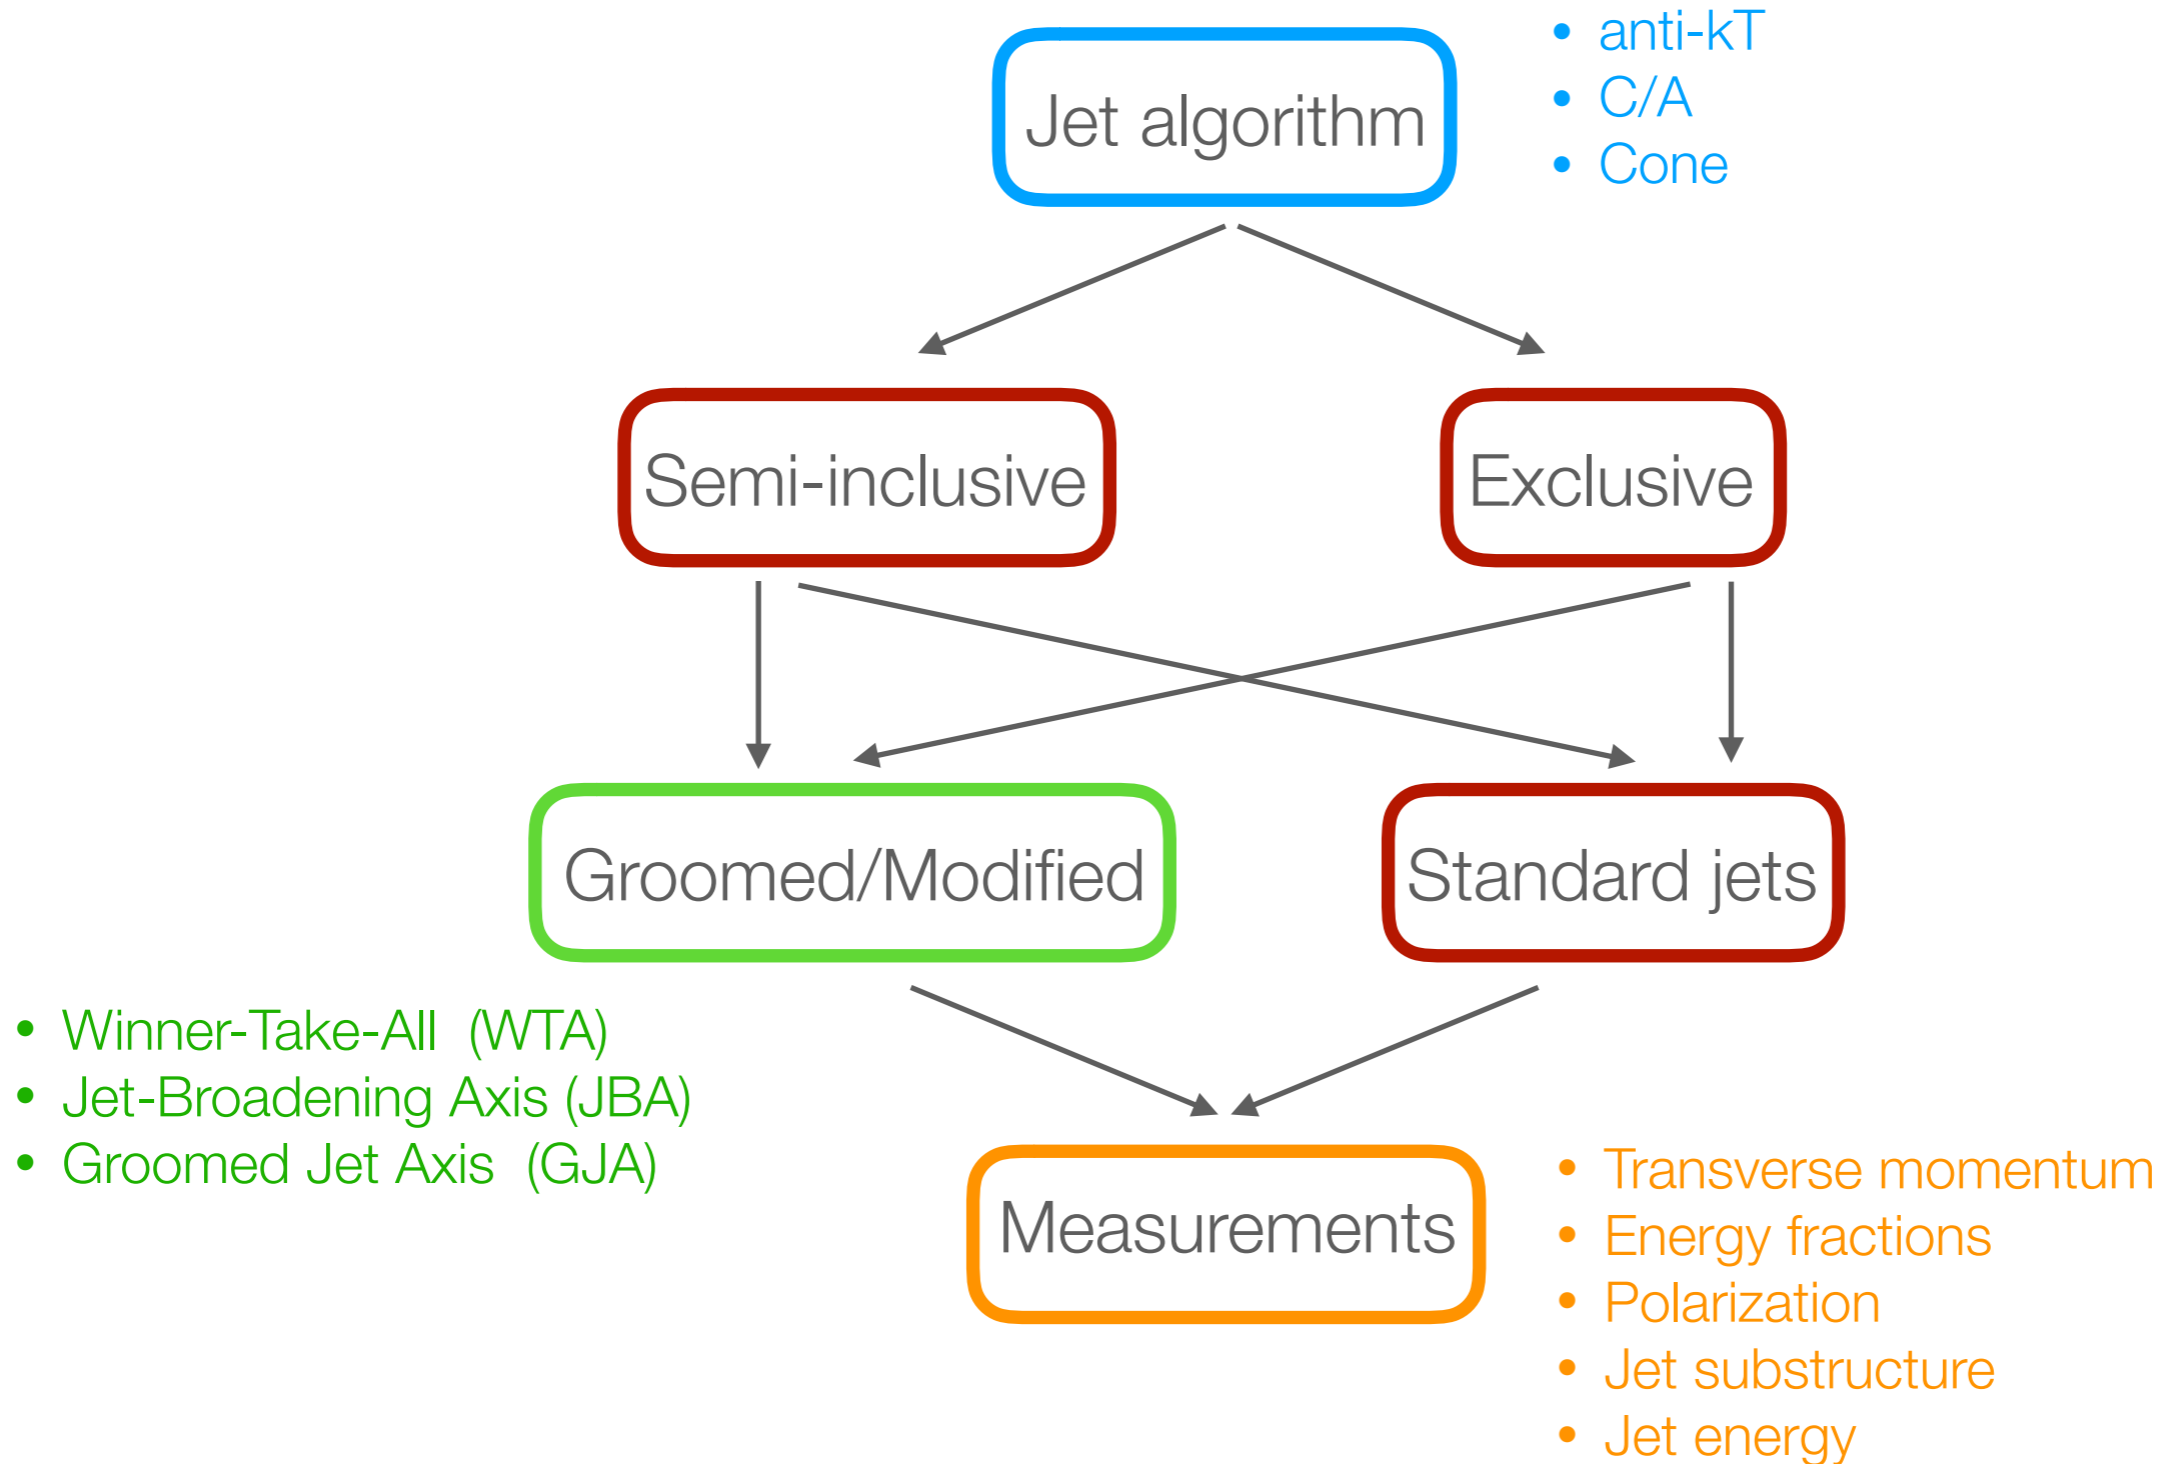 • anti-kT
• C/A
• Cone
Jet algorithm
Semi-inclusive
Exclusive
Groomed/Modified
Standard jets
• Winner-Take-All (WTA)
• Jet-Broadening Axis (JBA)
• Groomed Jet Axis (GJA)
Measurements
• Transverse momentum
• Energy fractions
• Polarization
• Jet substructure
• Jet energy